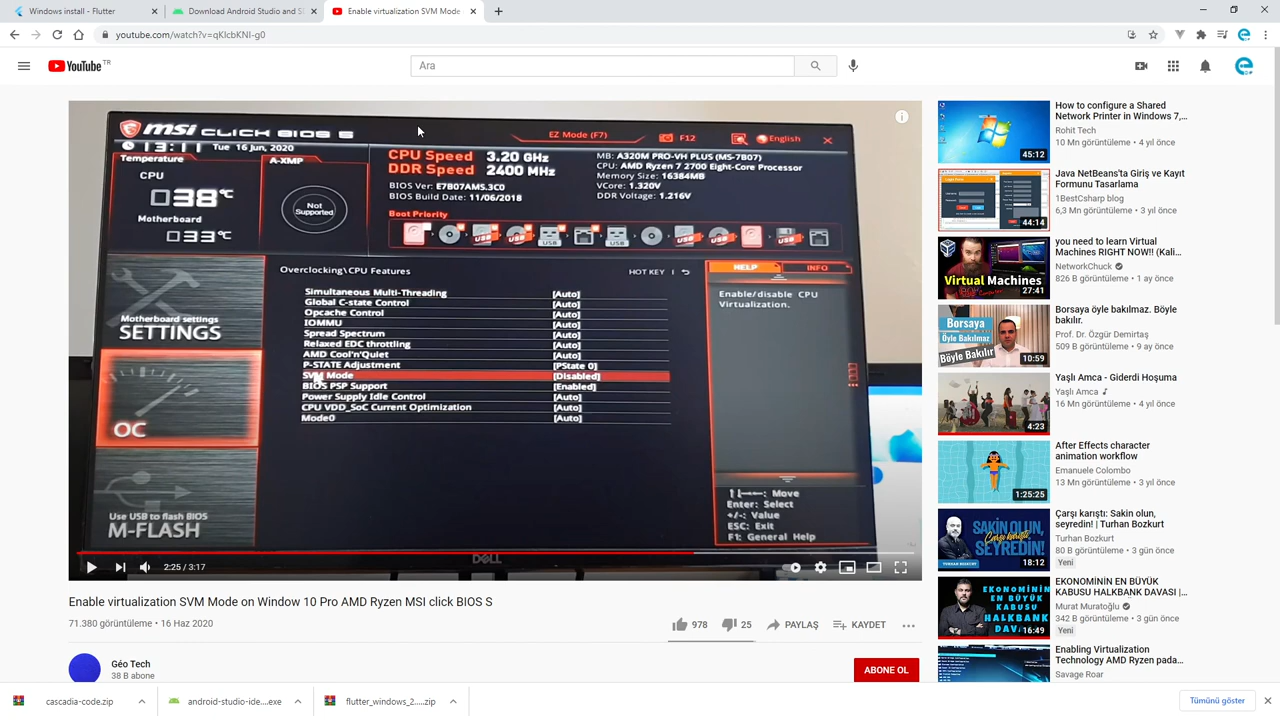 Windows install - Flutter
Download Android Studio and S
Enable virtualization SVM Mode
youtube.com/watch?v=qKIcbKNI-g0
YouTube TR
Ara
msi CLICK BIOS 5
13:11 Tue 16 Jun, 2020
EZ Mode (F7)
F12
English
Temperature
CPU
38°C
Motherboard
33°C
A-XMP
Not Supported
CPU Speed 3.20 GHz
DDR Speed 2400 MHz
BIOS Ver: E7B07AMS.3C0
BIOS Build Date: 11/06/2018
MB: A320M PRO-VH PLUS (MS-7B07)
CPU: AMD Ryzen 7 2700 Eight-Core Processor
Memory Size: 16384MB
VCore: 1.320V
DDR Voltage: 1.216V
Boot Priority
Motherboard settings
SETTINGS
OC
Use USB to flash BIOS
M-FLASH
Overclocking\CPU Features
HOT KEY
Simultaneous Multi-Threading [Auto]
Global C-state Control [Auto]
Opcache Control [Auto]
IOMMU [Auto]
Spread Spectrum [Auto]
Relaxed EDC throttling [Auto]
AMD Cool'n'Quiet [Auto]
P-STATE Adjustment [PState 0]
SVM Mode [Disabled]
BIOS PSP Support [Enabled]
Power Supply Idle Control [Auto]
CPU VDD_SoC Current Optimization [Auto]
Mode0 [Auto]
HELP
INFO
Enable/disable CPU
Virtualization.
: Move
Enter: Select
+/-: Value
ESC: Exit
F1: General Help
DELL
2:25 / 3:17
Enable virtualization SVM Mode on Window 10 Pro AMD Ryzen MSI click BIOS S
71.380 görüntüleme • 16 Haz 2020
978
25
PAYLAŞ
KAYDET
Géo Tech
38 B abone
ABONE OL
How to configure a Shared
Network Printer in Windows 7,...
Rohit Tech
10 Mn görüntüleme • 4 yıl önce
45:12
Java NetBeans'ta Giriş ve Kayıt
Formunu Tasarlama
1BestCsharp blog
6,3 Mn görüntüleme • 3 yıl önce
44:14
you need to learn Virtual
Machines RIGHT NOW!! (Kali...
NetworkChuck
826 B görüntüleme • 1 ay önce
Virtual Machines
27:41
Borsaya öyle bakılmaz. Böyle
bakılır.
Prof. Dr. Özgür Demirtaş
509 B görüntüleme • 9 ay önce
Borsaya
Öyle Bakılmaz
Böyle Bakılır
10:59
Yaşlı Amca - Giderdi Hoşuma
Yaşlı Amca
16 Mn görüntüleme • 4 yıl önce
4:23
After Effects character
animation workflow
Emanuele Colombo
13 Mn görüntüleme • 3 yıl önce
1:25:25
Çarşı karıştı: Sakin olun,
seyredin! | Turhan Bozkurt
Turhan Bozkurt
80 B görüntüleme • 3 gün önce
Yeni
SAKİN OLUN,
Çarşı karıştı,
SEYREDİN!
TURHAN BOZKURT
18:12
EKONOMİNİN EN BÜYÜK
KABUSU HALKBANK DAVASI |...
Murat Muratoğlu
342 B görüntüleme • 3 gün önce
Yeni
EKONOMİNİN
EN BÜYÜK
KABUSU
HALKBANK
DAVA
16:49
Enabling Virtualization
Technology AMD Ryzen pada...
Savage Roar
cascadia-code.zip
android-studio-ide....exe
flutter_windows_2.....zip
Tümünü göster